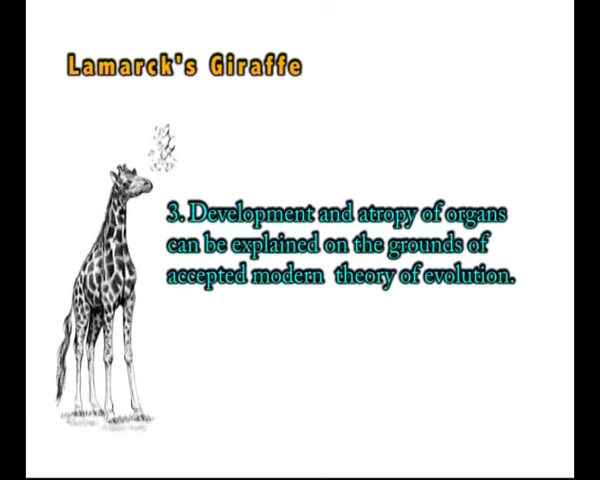 Lamarck's Giraffe
3. Development and atropy of organs
can be explained on the grounds of
accepted modern theory of evolution.